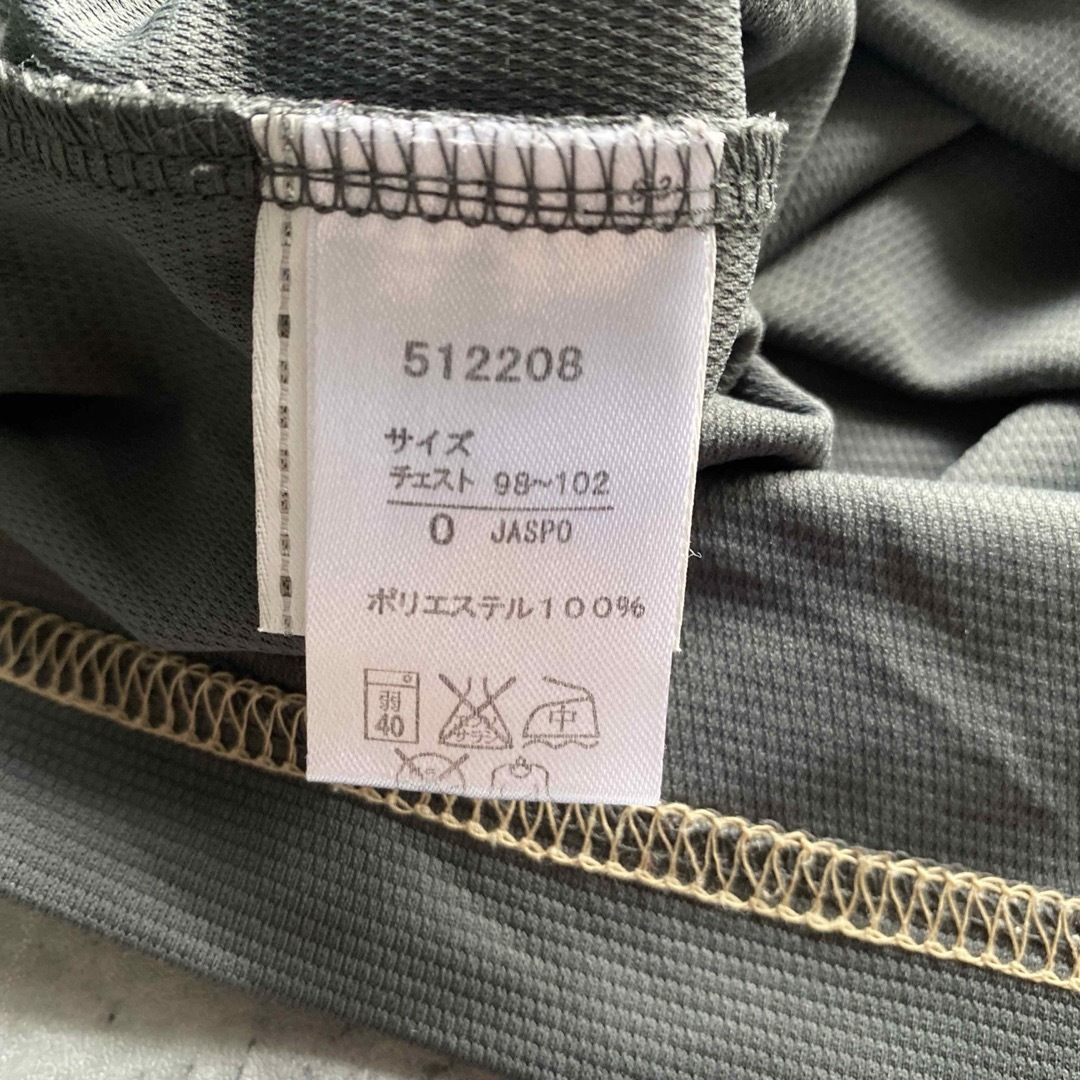 512208
サイズ
チェスト 98~102
O JASPO
ポリエステル100%
弱 中
40